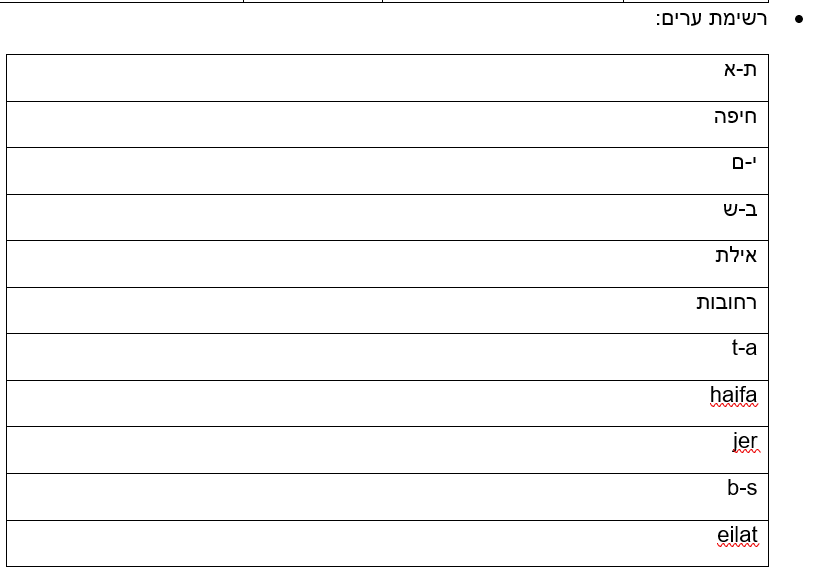 רשימת ערים:
ת-א
חיפה
י-ם
ב-ש
אילת
רחובות
t-a
haifa
jer
b-s
eilat